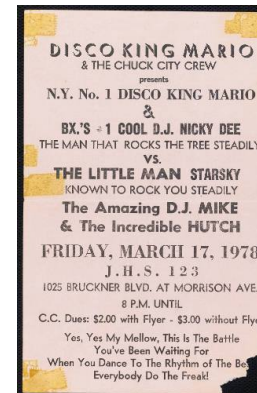 DISCO KING MARIO
& THE CHUCK CITY CREW
presents
N.Y. No. 1 DISCO KING MARIO
&
BX.'S #1 COOL D.J. NICKY DEE
THE MAN THAT ROCKS THE TREE STEADILY
VS.
THE LITTLE MAN STARSKY
KNOWN TO ROCK YOU STEADILY
The Amazing D.J. MIKE
& The Incredible HUTCH
FRIDAY, MARCH 17, 1978
J.H.S. 123
1025 BRUCKNER BLVD. AT MORRISON AVE.
8 P.M. UNTIL
C.C. Dues: $2.00 with Flyer - $3.00 without
Yes, Yes My Mellow, This Is The Battle
You've Been Waiting For
When You Dance To The Rhythm of The
Everybody Do The Freak!